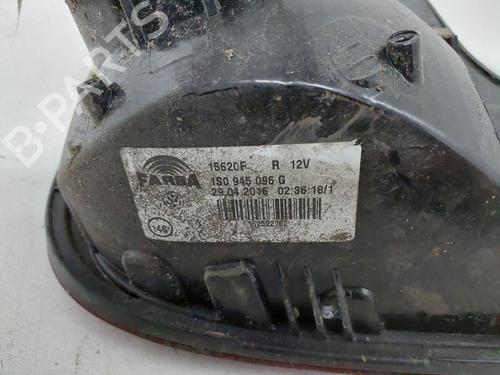 B-PARTS
15620F R 12V
FARBA
1S0 945 096 G
29.04.2016 02:36:18/1